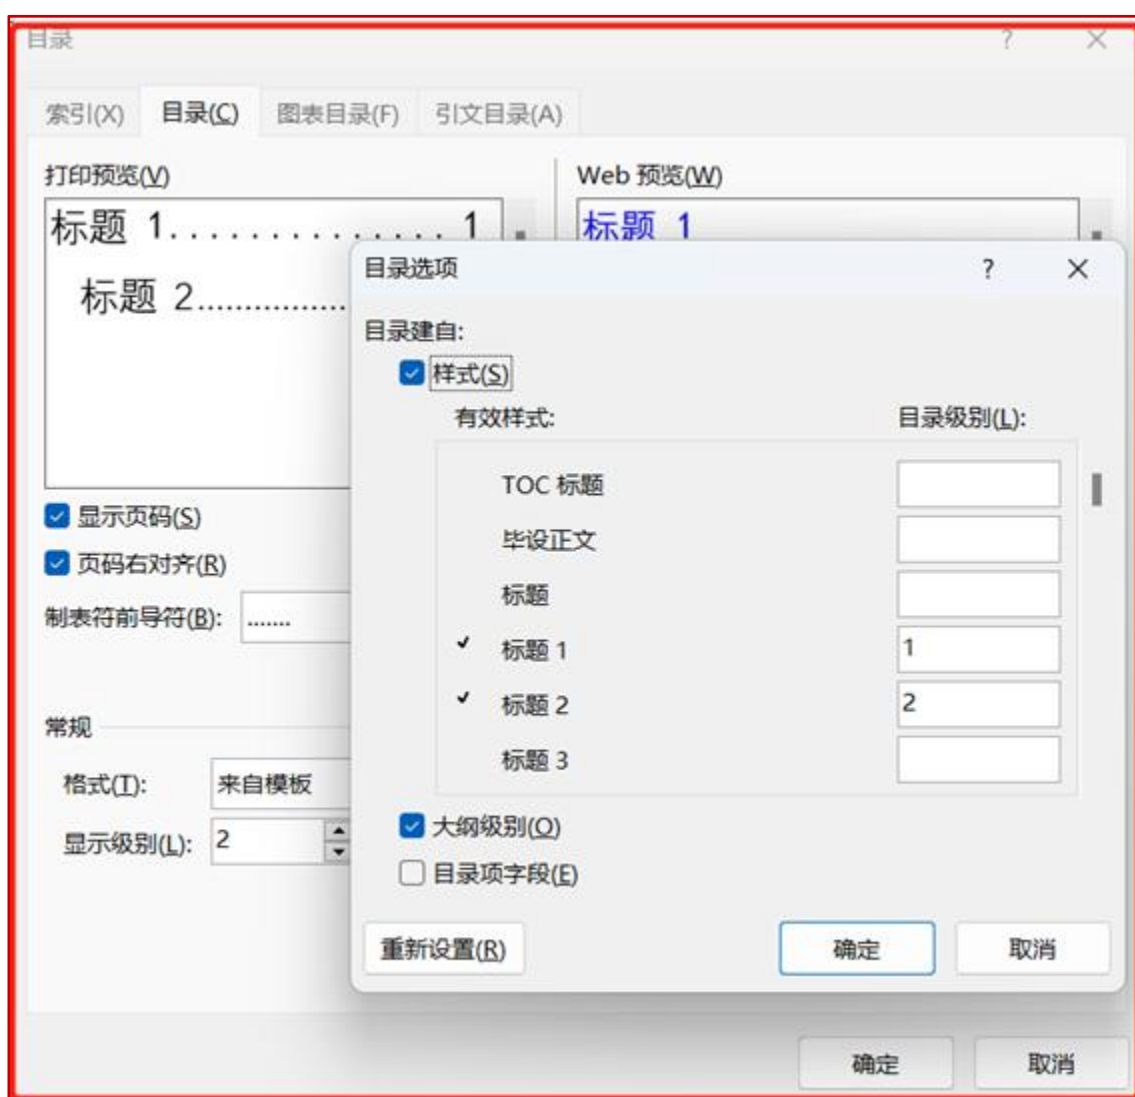 目录 ? ×
索引(X) 目录(C) 图表目录(F) 引文目录(A)
打印预览(V)
标题 1...............1
标题 2................
Web 预览(W)
标题 1
显示页码(S)
页码右对齐(R)
制表符前导符(B): .......
常规
格式(T): 来自模板
显示级别(L): 2
目录选项 ? ×
目录建自:
样式(S)
有效样式: 目录级别(L):
TOC 标题
毕设正文
标题
✓ 标题 1 1
✓ 标题 2 2
标题 3
大纲级别(O)
目录项字段(E)
重新设置(R) 确定 取消
确定 取消